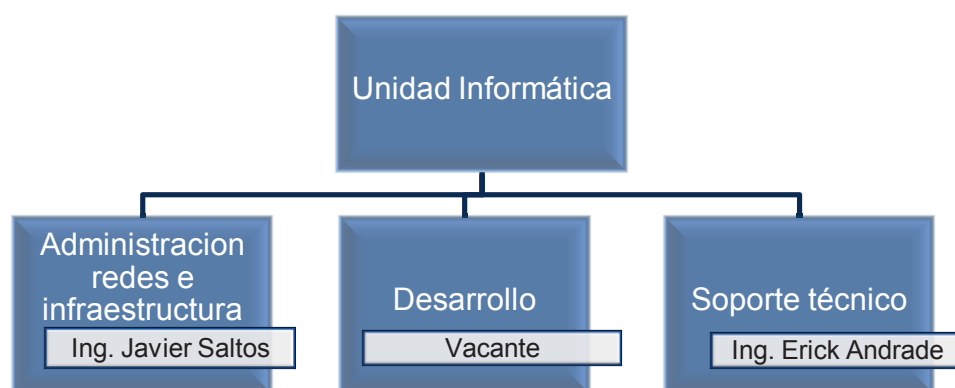 Unidad Informática
Administracion
redes e
infraestructura
Ing. Javier Saltos
Desarrollo
Vacante
Soporte técnico
Ing. Erick Andrade